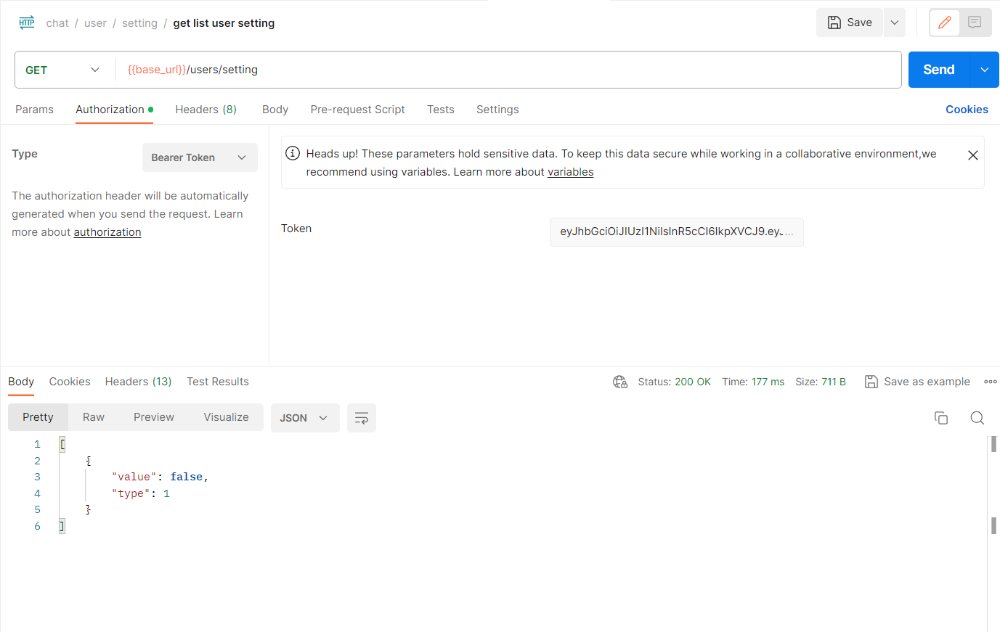 HTTP chat / user / setting / get list user setting Save
GET {{base_url}}/users/setting Send
Params Authorization Headers (8) Body Pre-request Script Tests Settings Cookies
Type Bearer Token
The authorization header will be automatically
generated when you send the request. Learn
more about authorization
Heads up! These parameters hold sensitive data. To keep this data secure while working in a collaborative environment,we
recommend using variables. Learn more about variables
Token eyJhbGciOiJIUzI1NiIsInR5cCI6IkpXVCJ9.eyJ...
Body Cookies Headers (13) Test Results Status: 200 OK Time: 177 ms Size: 711 B Save as example
Pretty Raw Preview Visualize JSON
1 [
2 {
3 "value": false,
4 "type": 1
5 }
6 ]